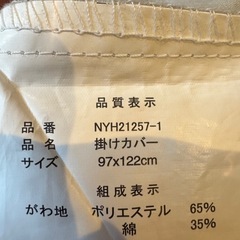 品質表示
品番 NYH21257-1
品名 掛けカバー
サイズ 97x122cm
組成表示
がわ地 ポリエステル 65%
綿 35%